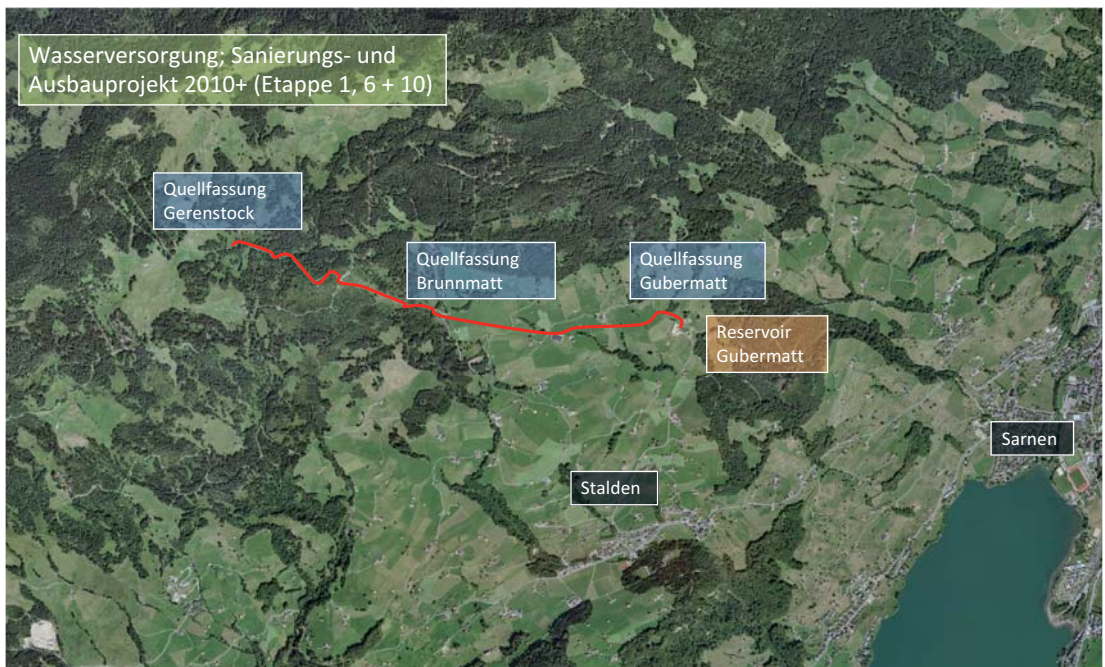 Wasserversorgung; Sanierungs- und
Ausbauprojekt 2010+ (Etappe 1, 6 + 10)
Quellfassung
Gerenstock
Quellfassung
Brunnmatt
Quellfassung
Gubermatt
Reservoir
Gubermatt
Sarnen
Stalden